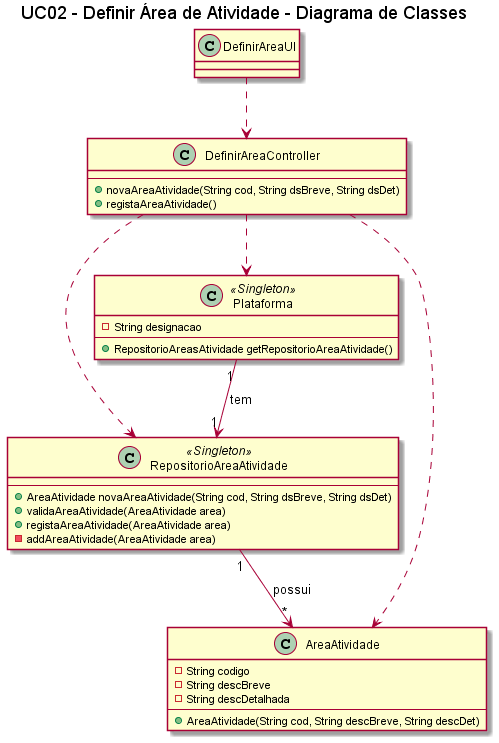 UC02 - Definir Área de Atividade - Diagrama de Classes
C DefinirAreaUI
C DefinirAreaController
novaAreaAtividade(String cod, String dsBreve, String dsDet)
registaAreaAtividade()
«Singleton»
C Plataforma
String designacao
RepositorioAreasAtividade getRepositorioAreaAtividade()
1
tem
1
«Singleton»
C RepositorioAreaAtividade
AreaAtividade novaAreaAtividade(String cod, String dsBreve, String dsDet)
validaAreaAtividade(AreaAtividade area)
registaAreaAtividade(AreaAtividade area)
addAreaAtividade(AreaAtividade area)
1
possui
*
C AreaAtividade
String codigo
String descBreve
String descDetalhada
AreaAtividade(String cod, String descBreve, String descDet)